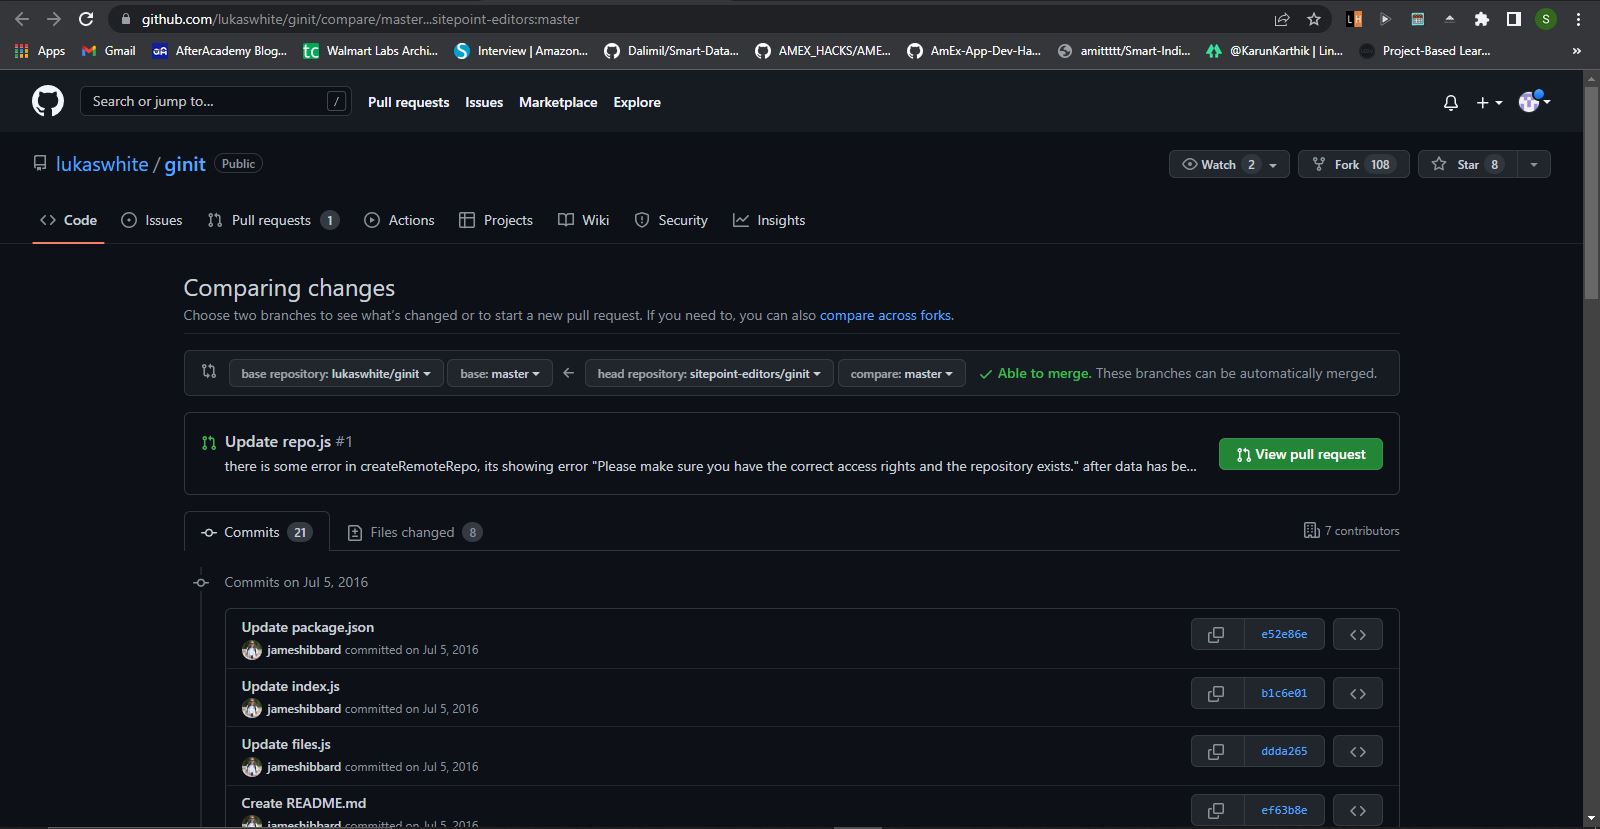 github.com/lukaswhite/ginit/compare/master...sitepoint-editors:master
LH
S
Apps
Gmail
AfterAcademy Blog...
Walmart Labs Archi...
Interview | Amazon...
Dalimil/Smart-Data...
AMEX_HACKS/AME...
AmEx-App-Dev-Ha...
amittttt/Smart-Indi...
@KarunKarthik | Lin...
Project-Based Lear...
»
Search or jump to...
/
Pull requests
Issues
Marketplace
Explore
lukaswhite / ginit
Public
Watch 2
Fork 108
Star 8
Code
Issues
Pull requests 1
Actions
Projects
Wiki
Security
Insights
Comparing changes
Choose two branches to see what's changed or to start a new pull request. If you need to, you can also compare across forks.
base repository: lukaswhite/ginit
base: master
head repository: sitepoint-editors/ginit
compare: master
Able to merge. These branches can be automatically merged.
Update repo.js #1
there is some error in createRemoteRepo, its showing error "Please make sure you have the correct access rights and the repository exists." after data has be...
View pull request
Commits 21
Files changed 8
7 contributors
Commits on Jul 5, 2016
Update package.json
jameshibbard committed on Jul 5, 2016
e52e86e
Update index.js
jameshibbard committed on Jul 5, 2016
b1c6e01
Update files.js
jameshibbard committed on Jul 5, 2016
ddda265
Create README.md
jameshibbard committed on Jul 5, 2016
ef63b8e